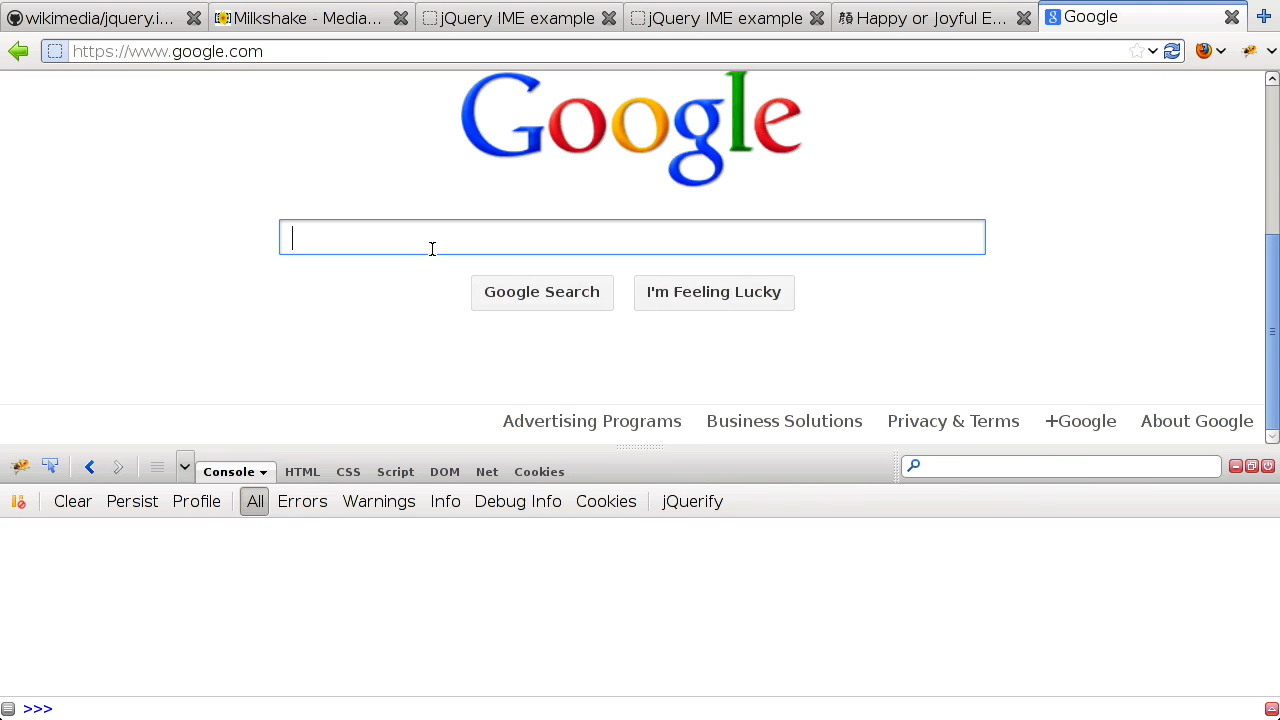 wikimedia/jquery.i... Milkshake - Media... jQuery IME example jQuery IME example 顔 Happy or Joyful E... Google
https://www.google.com
Google
Google Search I'm Feeling Lucky
Advertising Programs Business Solutions Privacy & Terms +Google About Google
Console HTML CSS Script DOM Net Cookies
Clear Persist Profile All Errors Warnings Info Debug Info Cookies jQuerify
>>>